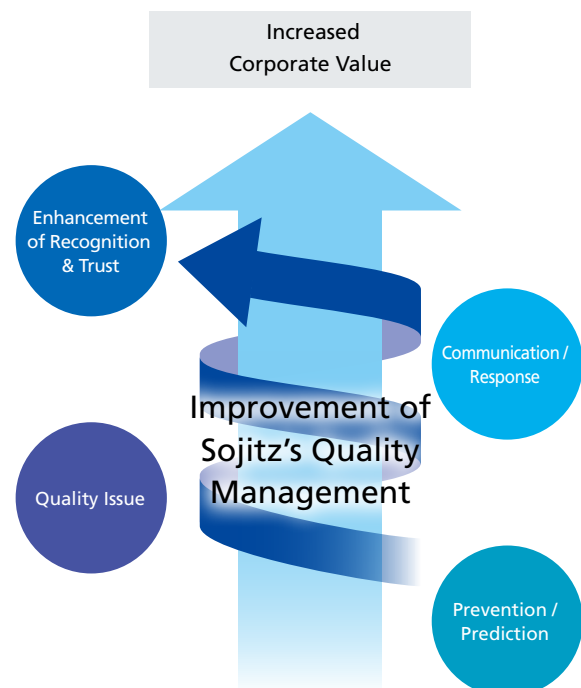 Increased
Corporate Value
Enhancement
of Recognition
& Trust
Communication /
Response
Improvement of
Sojitz’s Quality
Management
Quality Issue
Prevention /
Prediction